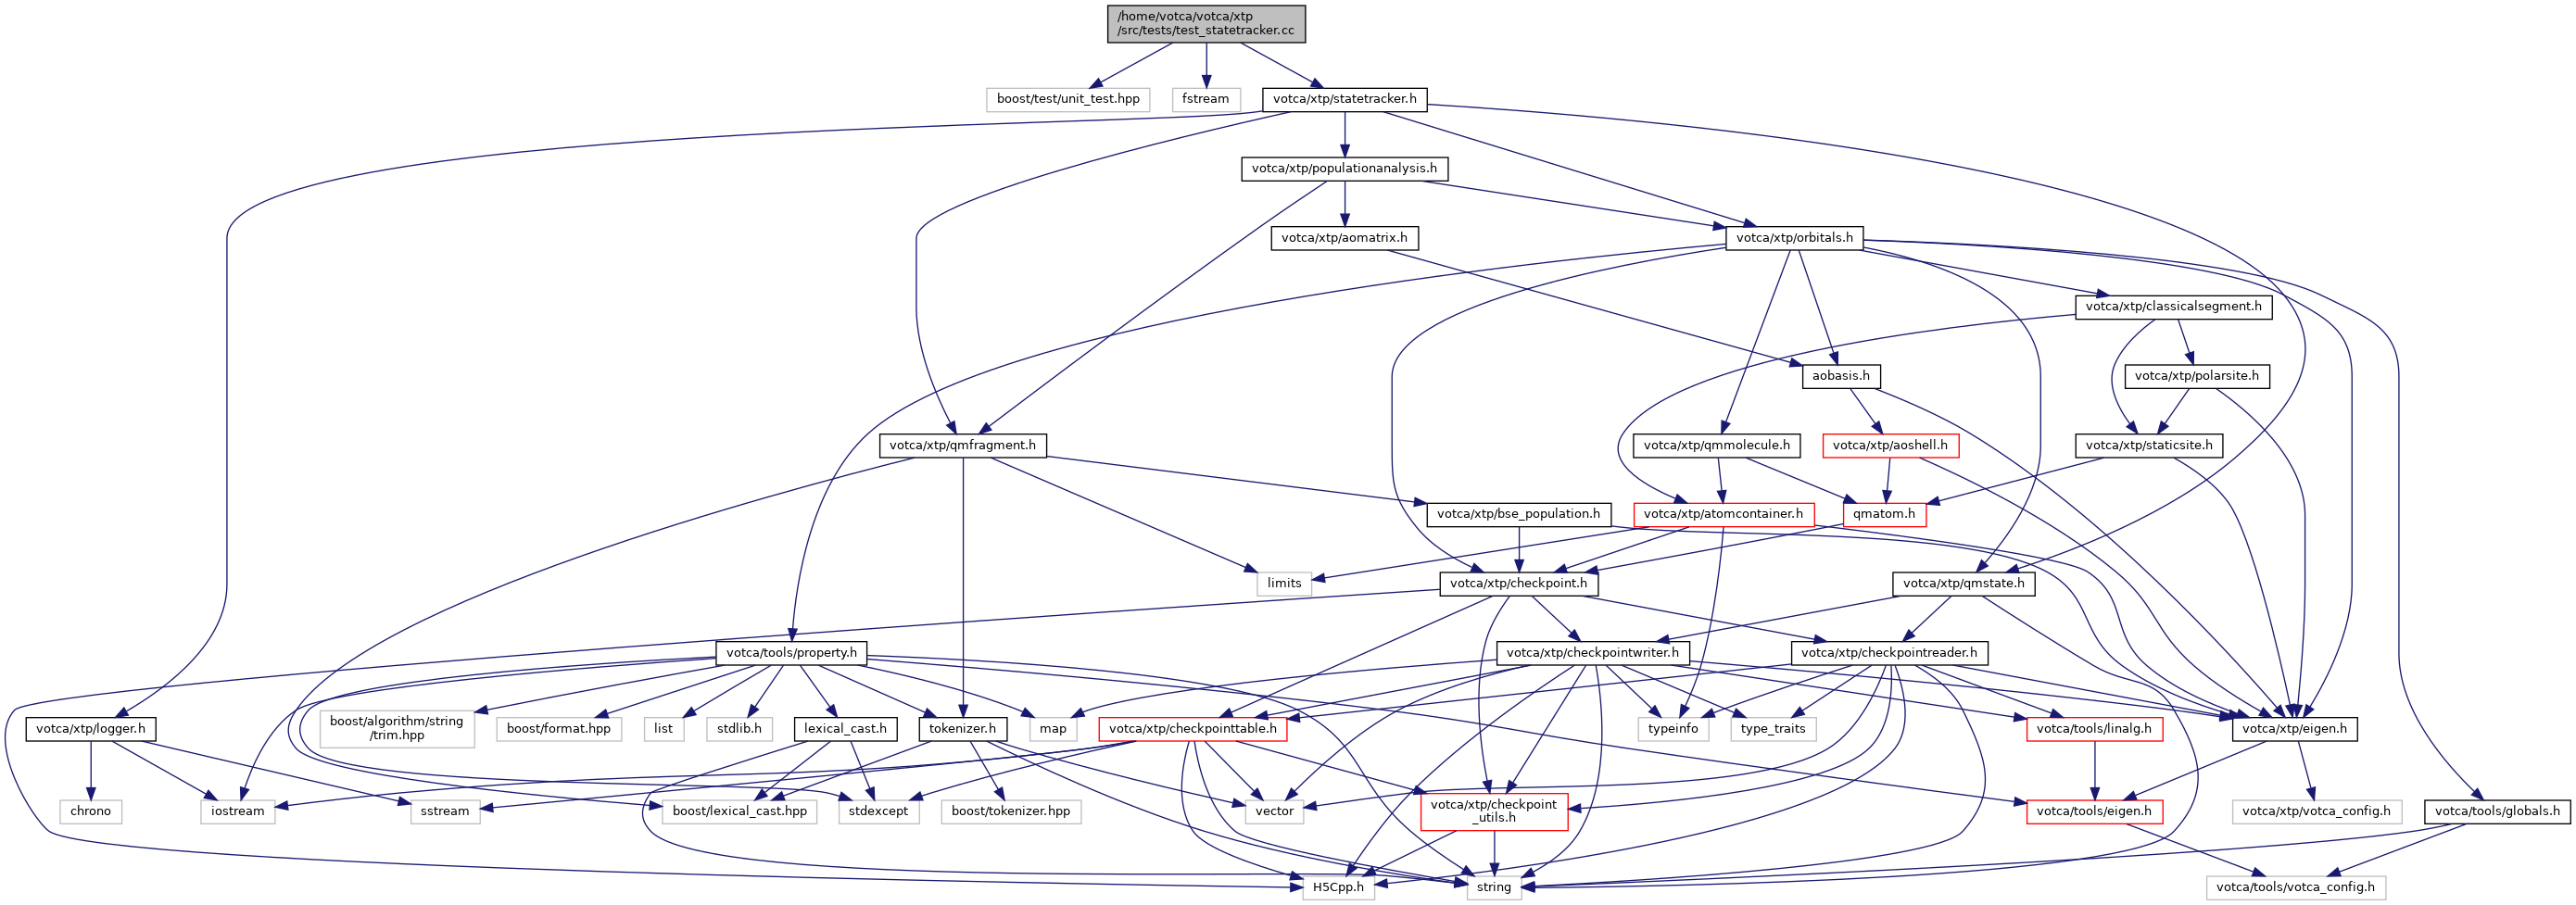 /home/votca/votca/xtp
/src/tests/test_statetracker.cc
boost/test/unit_test.hpp
fstream
votca/xtp/statetracker.h
votca/xtp/populationanalysis.h
votca/xtp/aomatrix.h
votca/xtp/orbitals.h
votca/xtp/classicalsegment.h
aobasis.h
votca/xtp/polarsite.h
votca/xtp/qmfragment.h
votca/xtp/qmmolecule.h
votca/xtp/aoshell.h
votca/xtp/staticsite.h
votca/xtp/bse_population.h
votca/xtp/atomcontainer.h
qmatom.h
limits
votca/xtp/checkpoint.h
votca/xtp/qmstate.h
votca/tools/property.h
votca/xtp/checkpointwriter.h
votca/xtp/checkpointreader.h
votca/xtp/logger.h
boost/algorithm/string
/trim.hpp
boost/format.hpp
list
stdlib.h
lexical_cast.h
tokenizer.h
map
votca/xtp/checkpointtable.h
typeinfo
type_traits
votca/tools/linalg.h
votca/xtp/eigen.h
chrono
iostream
sstream
boost/lexical_cast.hpp
stdexcept
boost/tokenizer.hpp
vector
votca/xtp/checkpoint
_utils.h
votca/tools/eigen.h
votca/xtp/votca_config.h
votca/tools/globals.h
H5Cpp.h
string
votca/tools/votca_config.h